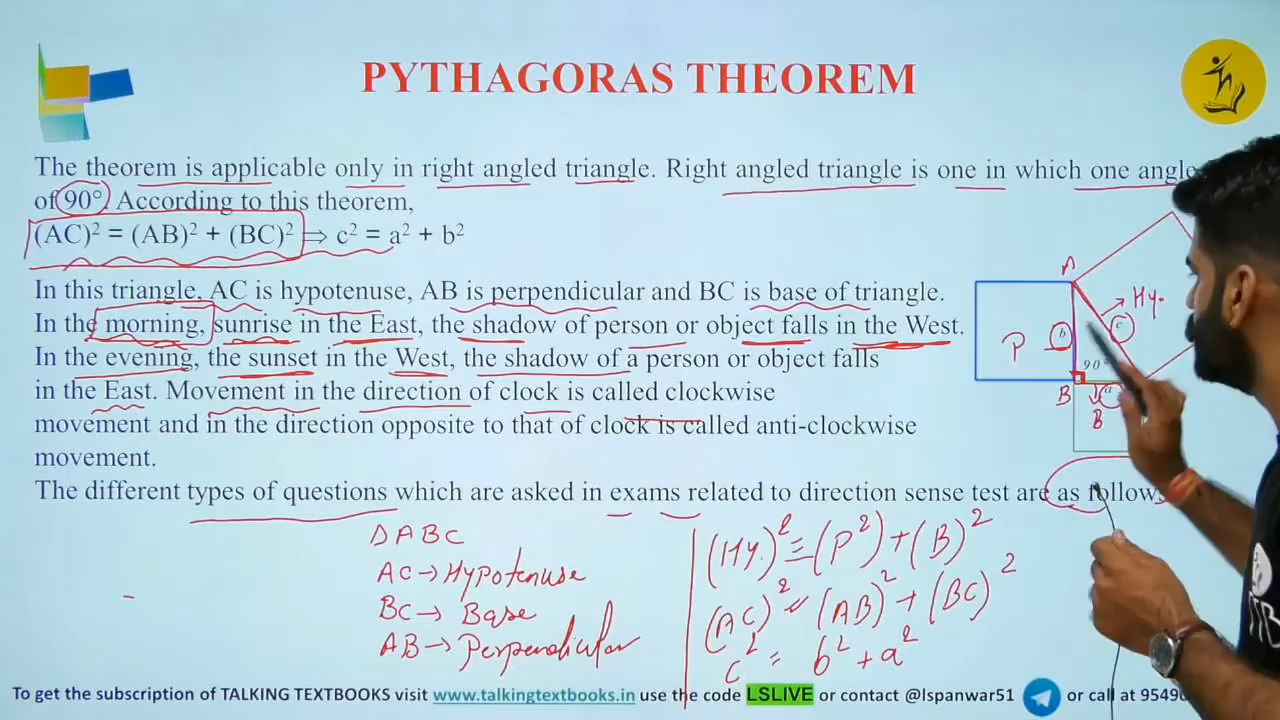 PYTHAGORAS THEOREM
The theorem is applicable only in right angled triangle. Right angled triangle is one in which one angle
of 90°. According to this theorem,
(AC)² = (AB)² + (BC)² ⇒ c² = a² + b²
In this triangle, AC is hypotenuse, AB is perpendicular and BC is base of triangle.
In the morning, sunrise in the East, the shadow of person or object falls in the West.
In the evening, the sunset in the West, the shadow of a person or object falls
in the East. Movement in the direction of clock is called clockwise
movement and in the direction opposite to that of clock is called anti-clockwise
movement.
The different types of questions which are asked in exams related to direction sense test are as follow
A
Hy.
c
b
P
90°
B
a
B
Δ ABC
AC → Hypotenuse
BC → Base
AB → Perpendicular
(Hy.)² = (P²) + (B)²
(AC)² = (AB)² + (BC)²
c² = b² + a²
To get the subscription of TALKING TEXTBOOKS visit www.talkingtextbooks.in use the code LSLIVE or contact @lspanwar51 or call at 9549